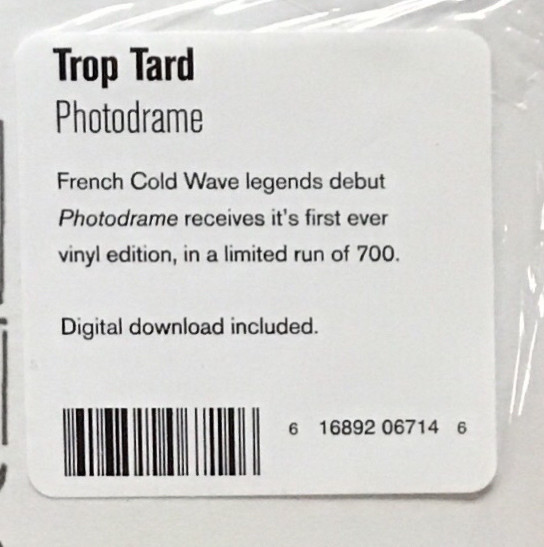 Trop Tard
Photodrame
French Cold Wave legends debut
Photodrame receives it's first ever
vinyl edition, in a limited run of 700.
Digital download included.
6 16892 06714 6